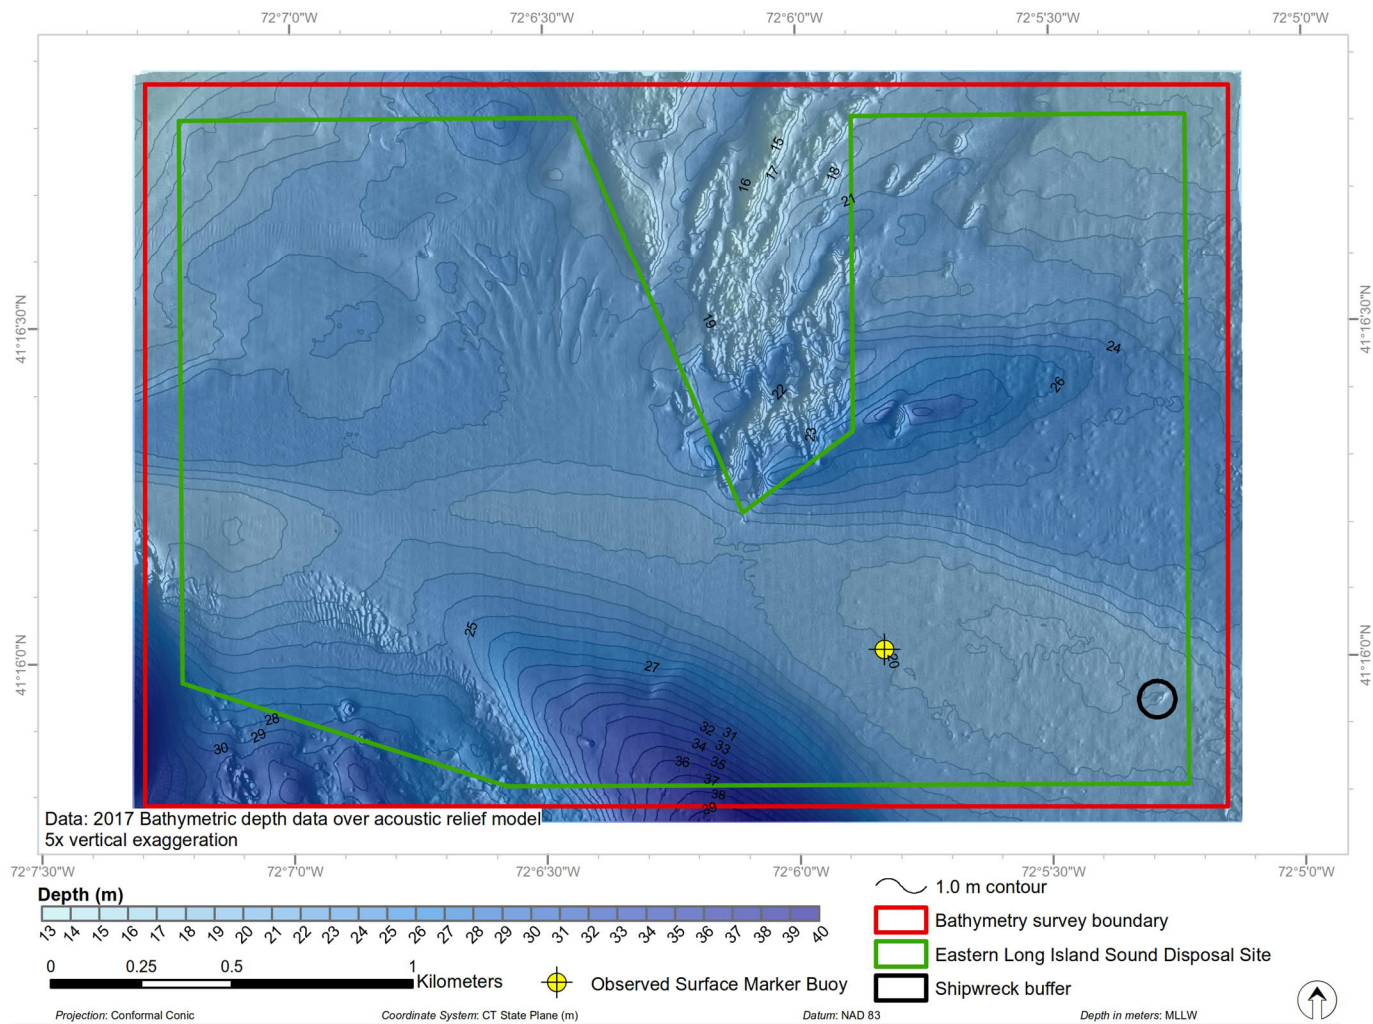 72°7'0"W 72°6'30"W 72°6'0"W 72°5'30"W 72°5'0"W
15
16
17
18
21
41°16'30"N
41°16'30"N
19
24
22
26
23
41°16'0"N
41°16'0"N
25
20
27
28
29
30
32 31
34 33
36 35
37
38
39
Data: 2017 Bathymetric depth data over acoustic relief model
5x vertical exaggeration
72°7'30"W 72°7'0"W 72°6'30"W 72°6'0"W 72°5'30"W 72°5'0"W
Depth (m)
13 14 15 16 17 18 19 20 21 22 23 24 25 26 27 28 29 30 31 32 33 34 35 36 37 38 39 40
1.0 m contour
Bathymetry survey boundary
Eastern Long Island Sound Disposal Site
Shipwreck buffer
0 0.25 0.5 1
Kilometers
Observed Surface Marker Buoy
Projection: Conformal Conic Coordinate System: CT State Plane (m) Datum: NAD 83 Depth in meters: MLLW